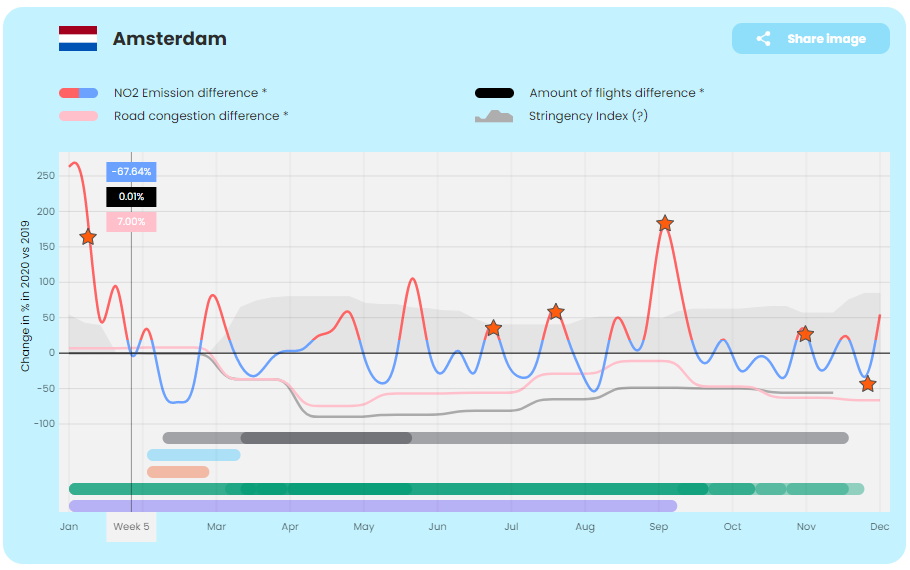 Amsterdam
Share image
NO2 Emission difference *
Amount of flights difference *
Road congestion difference *
Stringency Index (?)
Change in % in 2020 vs 2019
250
200
150
100
50
0
-50
-100
-67.64%
0.01%
7.00%
Jan
Week 5
Mar
Apr
May
Jun
Jul
Aug
Sep
Oct
Nov
Dec